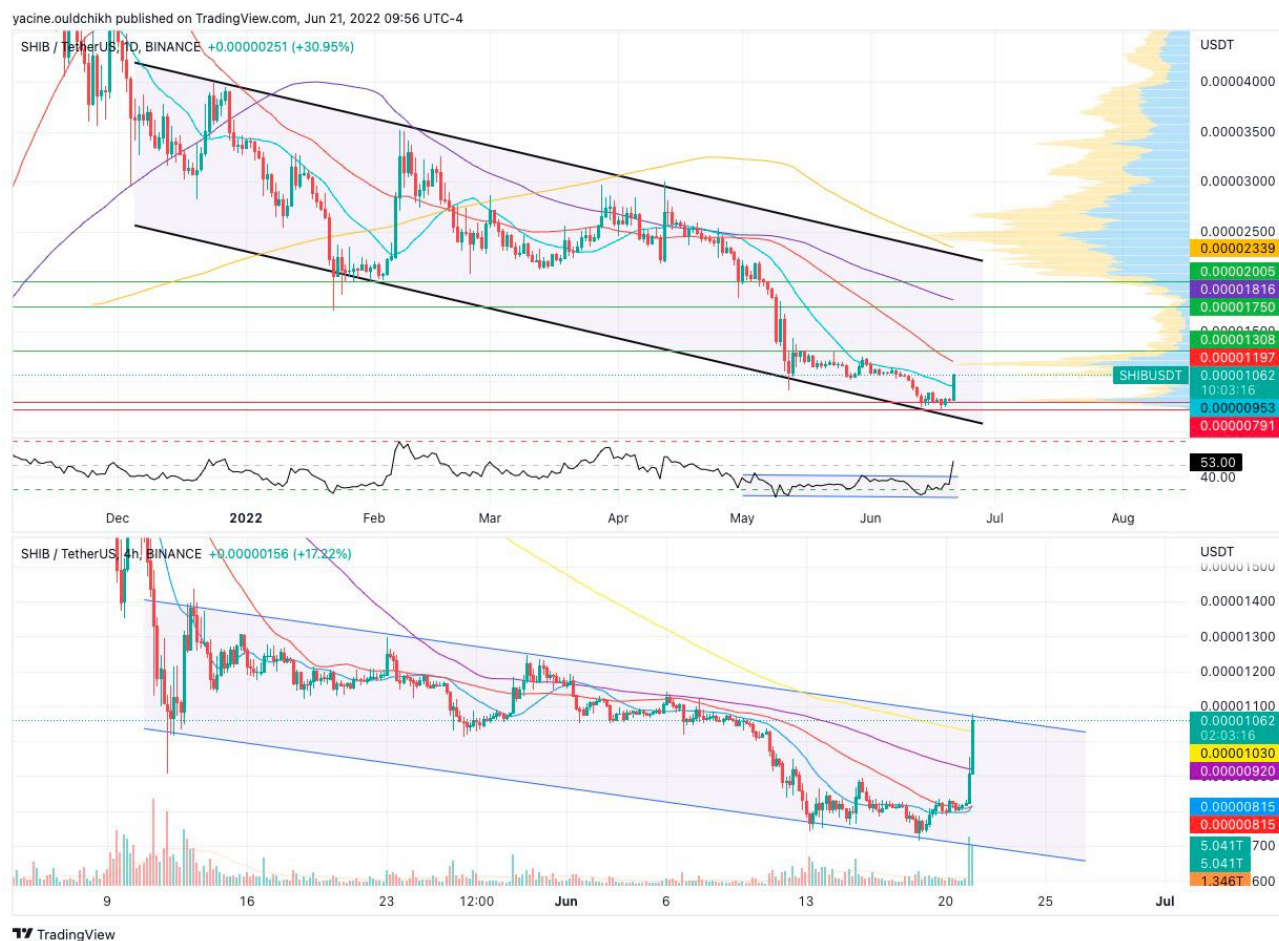 yacine.ouldchikh published on TradingView.com, Jun 21, 2022 09:56 UTC-4
SHIB / TetherUS, 1D, BINANCE +0.00000251 (+30.95%)
USDT
0.00004000
0.00003500
0.00003000
0.00002500
0.00002339
0.00002005
0.00001816
0.00001750
0.00001500
0.00001308
0.00001197
SHIBUSDT
0.00001062
10:03:16
0.00000953
0.00000791
53.00
40.00
Dec 2022 Feb Mar Apr May Jun Jul Aug
SHIB / TetherUS, 4h, BINANCE +0.00000156 (+17.22%)
USDT
0.00001500
0.00001400
0.00001300
0.00001200
0.00001100
0.00001062
02:03:16
0.00001030
0.00000920
0.00000815
0.00000815
5.041T
700
5.041T
1.346T
600
9 16 23 12:00 Jun 6 13 20 25 Jul
TradingView